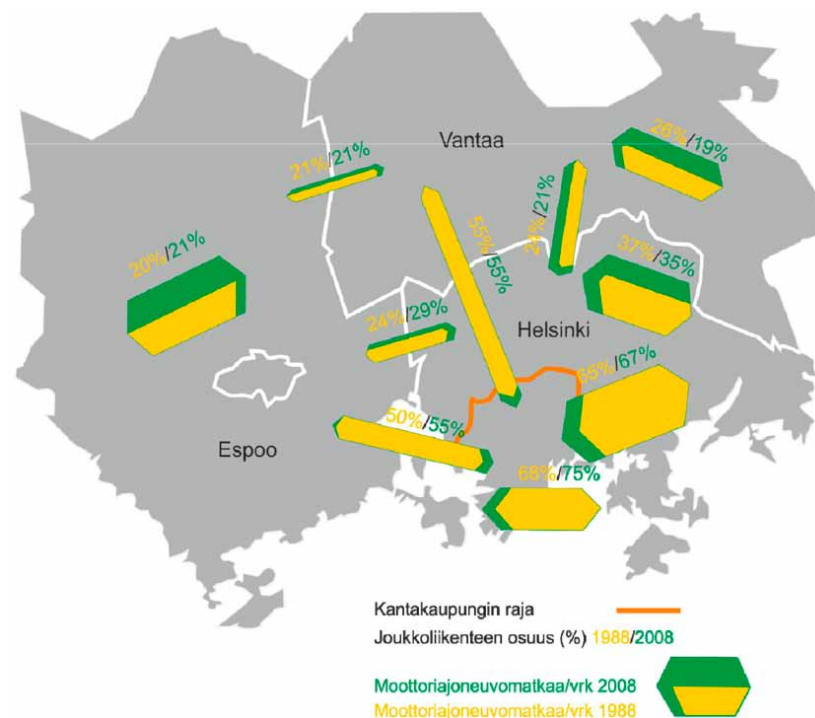 Vantaa
26%/19%
21%/21%
24%/21%
55%/55%
20%/21%
37%/35%
24%/29%
Helsinki
65%/67%
50%/55%
Espoo
68%/75%
Kantakaupungin raja
Joukkoliikenteen osuus (%) 1988/2008
Moottoriajoneuvomatkaa/vrk 2008
Moottoriajoneuvomatkaa/vrk 1988